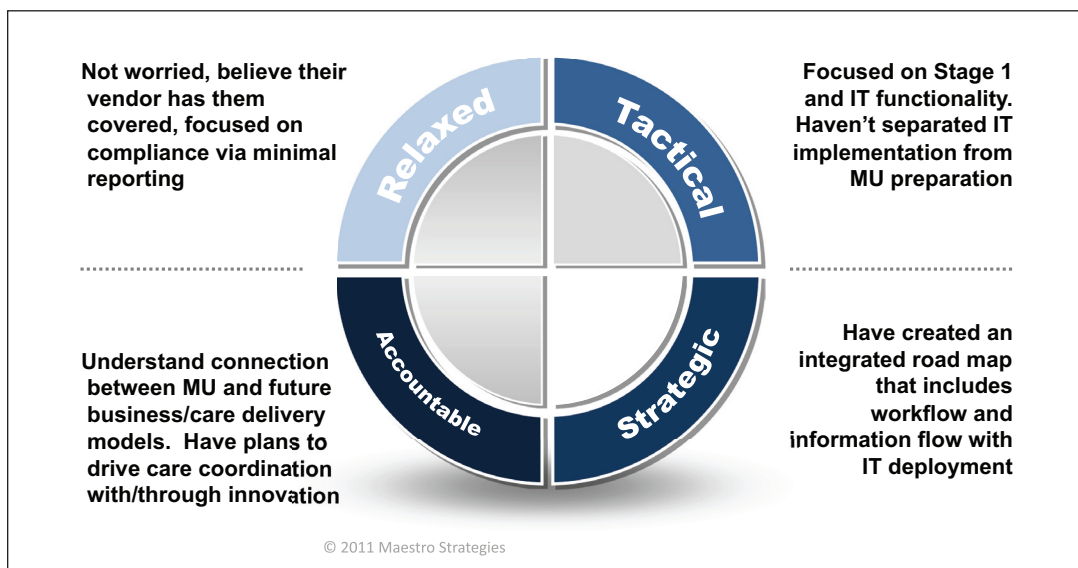 Not worried, believe their
vendor has them
covered, focused on
compliance via minimal
reporting
Relaxed
Tactical
Focused on Stage 1
and IT functionality.
Haven't separated IT
implementation from
MU preparation
Understand connection
between MU and future
business/care delivery
models.  Have plans to
drive care coordination
with/through innovation
Accountable
Strategic
Have created an
integrated road map
that includes
workflow and
information flow with
IT deployment
© 2011 Maestro Strategies